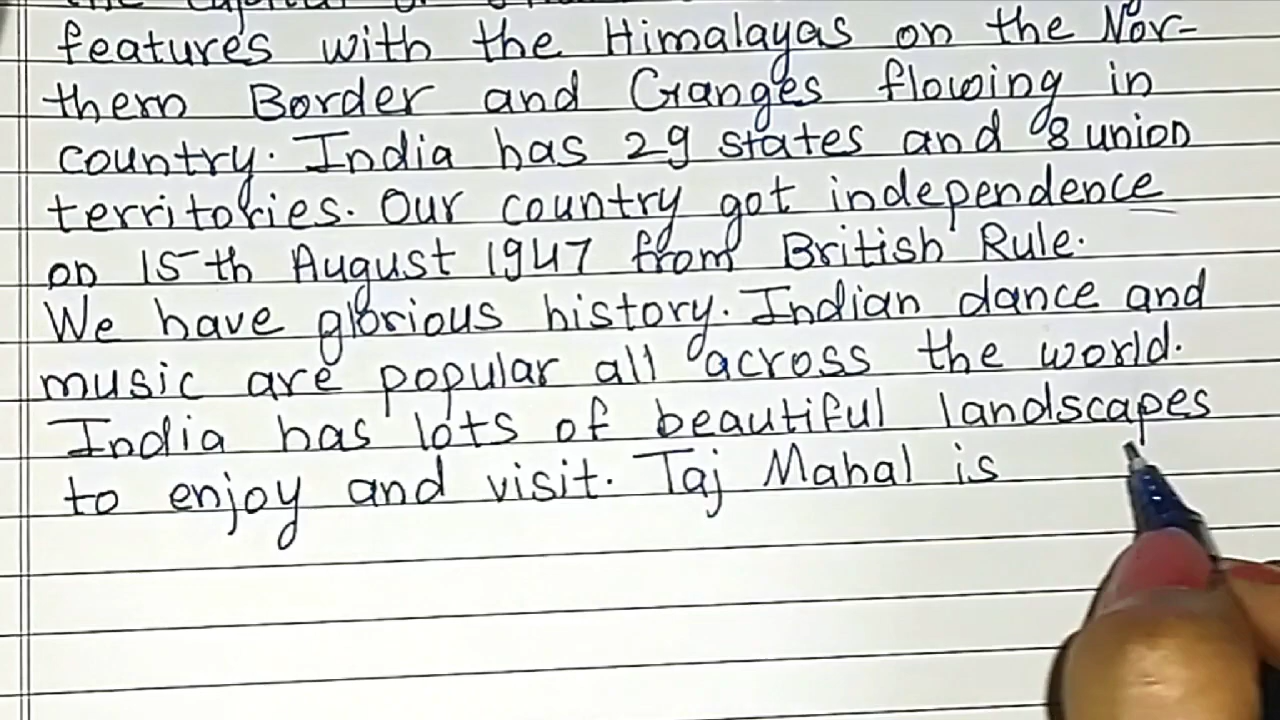 the capital of
features with the Himalayas on the Nor-
thern Border and Ganges flowing in
country. India has 29 states and 8 union
territories. Our country got independence
on 15th August 1947 from British Rule.
We have glorious history. Indian dance and
music are popular all across the world.
India has lots of beautiful landscapes
to enjoy and visit. Taj Mahal is